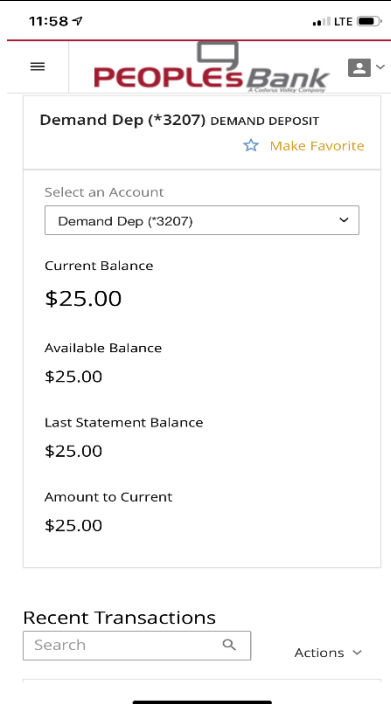 11:58
LTE
PEOPLEsBank
A Codorus Valley Company
Demand Dep (*3207) DEMAND DEPOSIT
Make Favorite
Select an Account
Demand Dep (*3207)
Current Balance
$25.00
Available Balance
$25.00
Last Statement Balance
$25.00
Amount to Current
$25.00
Recent Transactions
Search
Actions